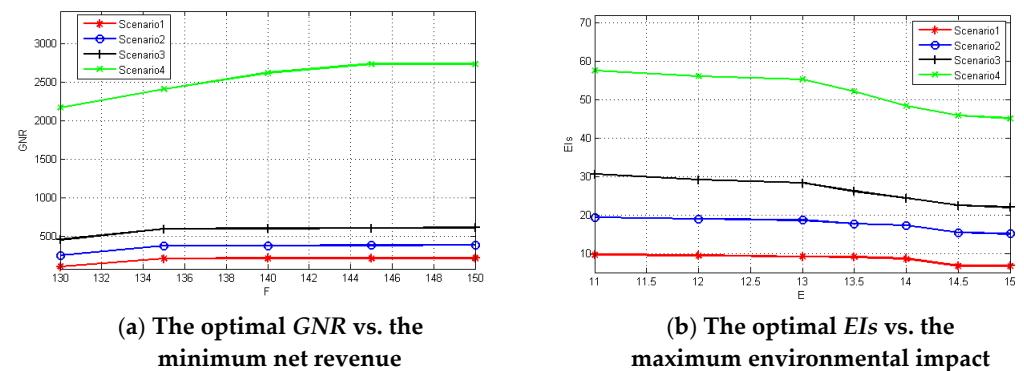 Scenario1
Scenario2
Scenario3
Scenario4
3000
2500
2000
1500
1000
500
GNR
130 132 134 136 138 140 142 144 146 148 150
F
(a) The optimal GNR vs. the
minimum net revenue
Scenario1
Scenario2
Scenario3
Scenario4
70
60
50
40
30
20
10
EIs
11 11.5 12 12.5 13 13.5 14 14.5 15
E
(b) The optimal EIs vs. the
maximum environmental impact